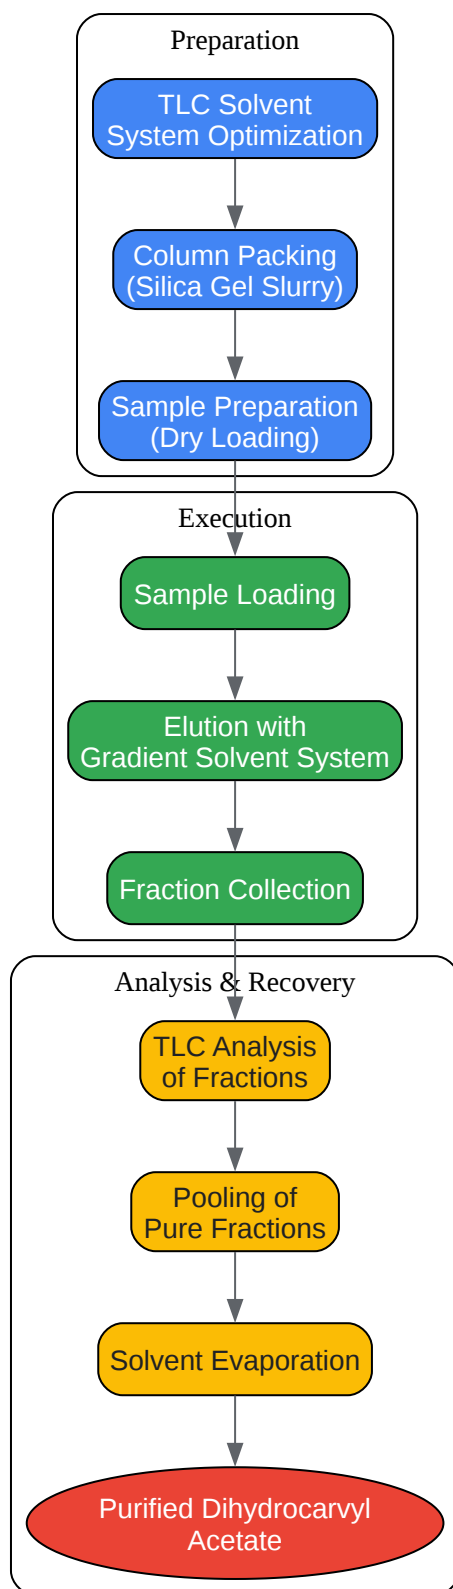 Preparation
TLC Solvent
System Optimization
Column Packing
(Silica Gel Slurry)
Sample Preparation
(Dry Loading)
Execution
Sample Loading
Elution with
Gradient Solvent System
Fraction Collection
Analysis & Recovery
TLC Analysis
of Fractions
Pooling of
Pure Fractions
Solvent Evaporation
Purified Dihydrocarvyl
Acetate